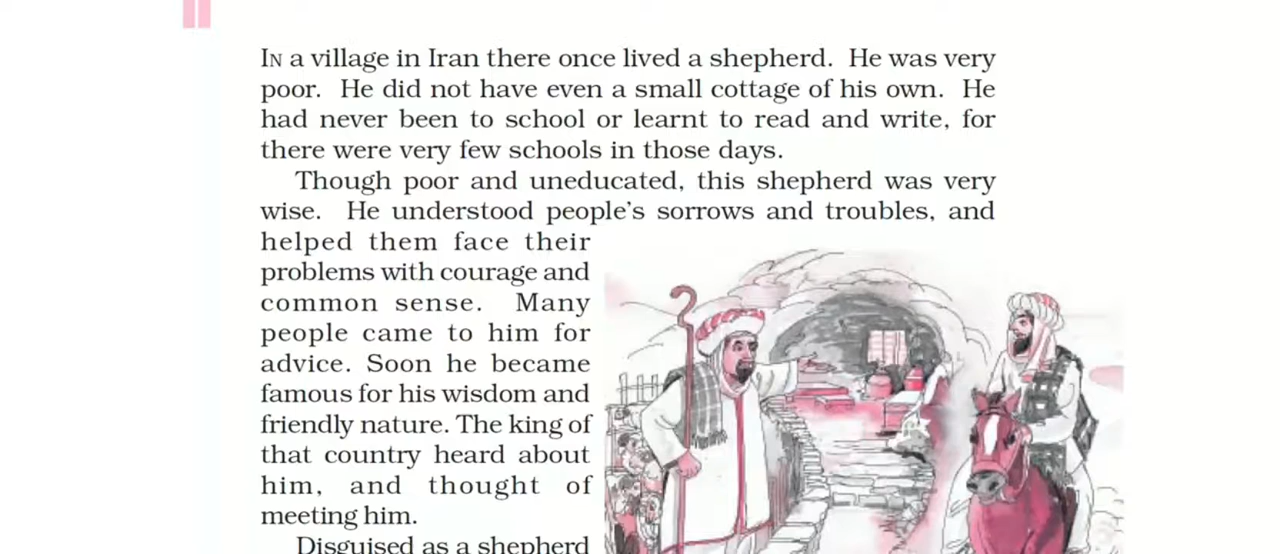 IN a village in Iran there once lived a shepherd. He was very
poor. He did not have even a small cottage of his own. He
had never been to school or learnt to read and write, for
there were very few schools in those days.
Though poor and uneducated, this shepherd was very
wise. He understood people's sorrows and troubles, and
helped them face their
problems with courage and
common sense. Many
people came to him for
advice. Soon he became
famous for his wisdom and
friendly nature. The king of
that country heard about
him, and thought of
meeting him.
Disguised as a shepherd